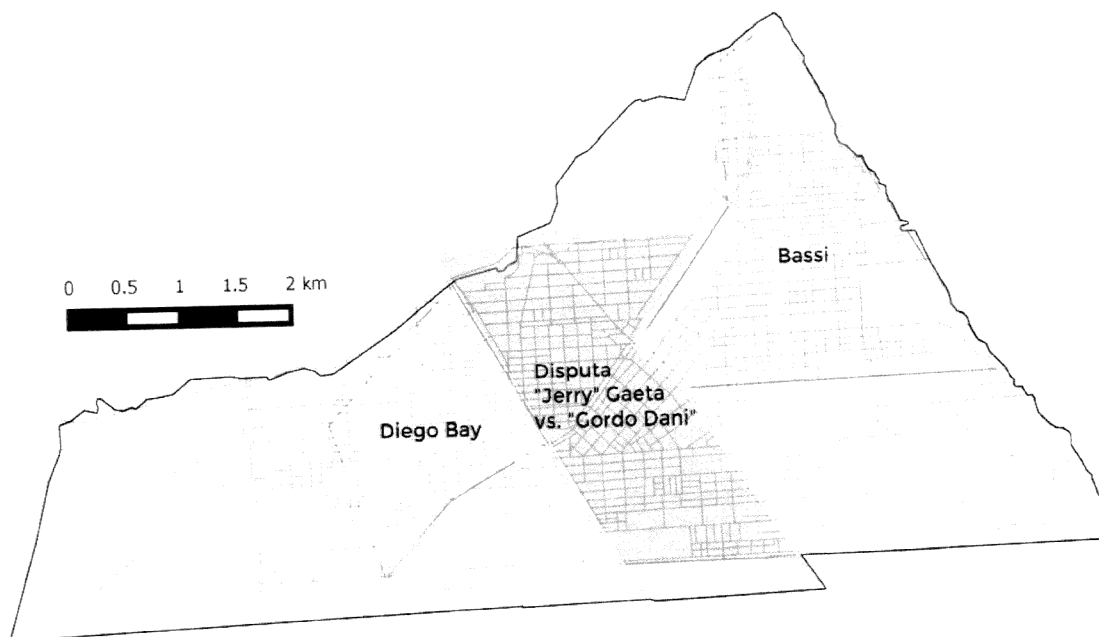 Bassi
0 0.5 1 1.5 2 km
Disputa
"Jerry" Gaeta
vs. "Gordo Dani"
Diego Bay